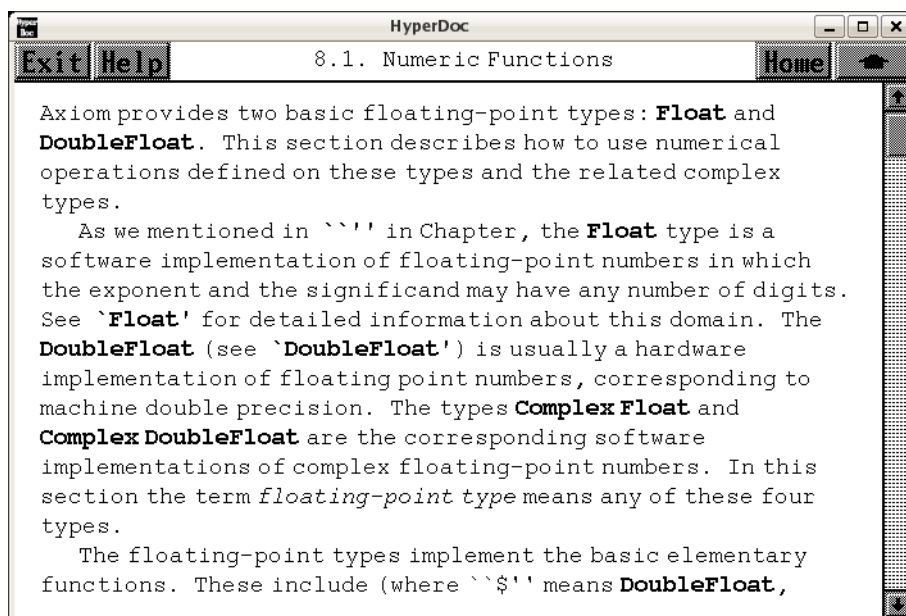 Hyper Doc HyperDoc
Exit Help 8.1. Numeric Functions Home
Axiom provides two basic floating-point types: Float and
DoubleFloat. This section describes how to use numerical
operations defined on these types and the related complex
types.
As we mentioned in ``'' in Chapter, the Float type is a
software implementation of floating-point numbers in which
the exponent and the significand may have any number of digits.
See `Float' for detailed information about this domain. The
DoubleFloat (see `DoubleFloat') is usually a hardware
implementation of floating point numbers, corresponding to
machine double precision. The types Complex Float and
Complex DoubleFloat are the corresponding software
implementations of complex floating-point numbers. In this
section the term floating-point type means any of these four
types.
The floating-point types implement the basic elementary
functions. These include (where ``$'' means DoubleFloat,